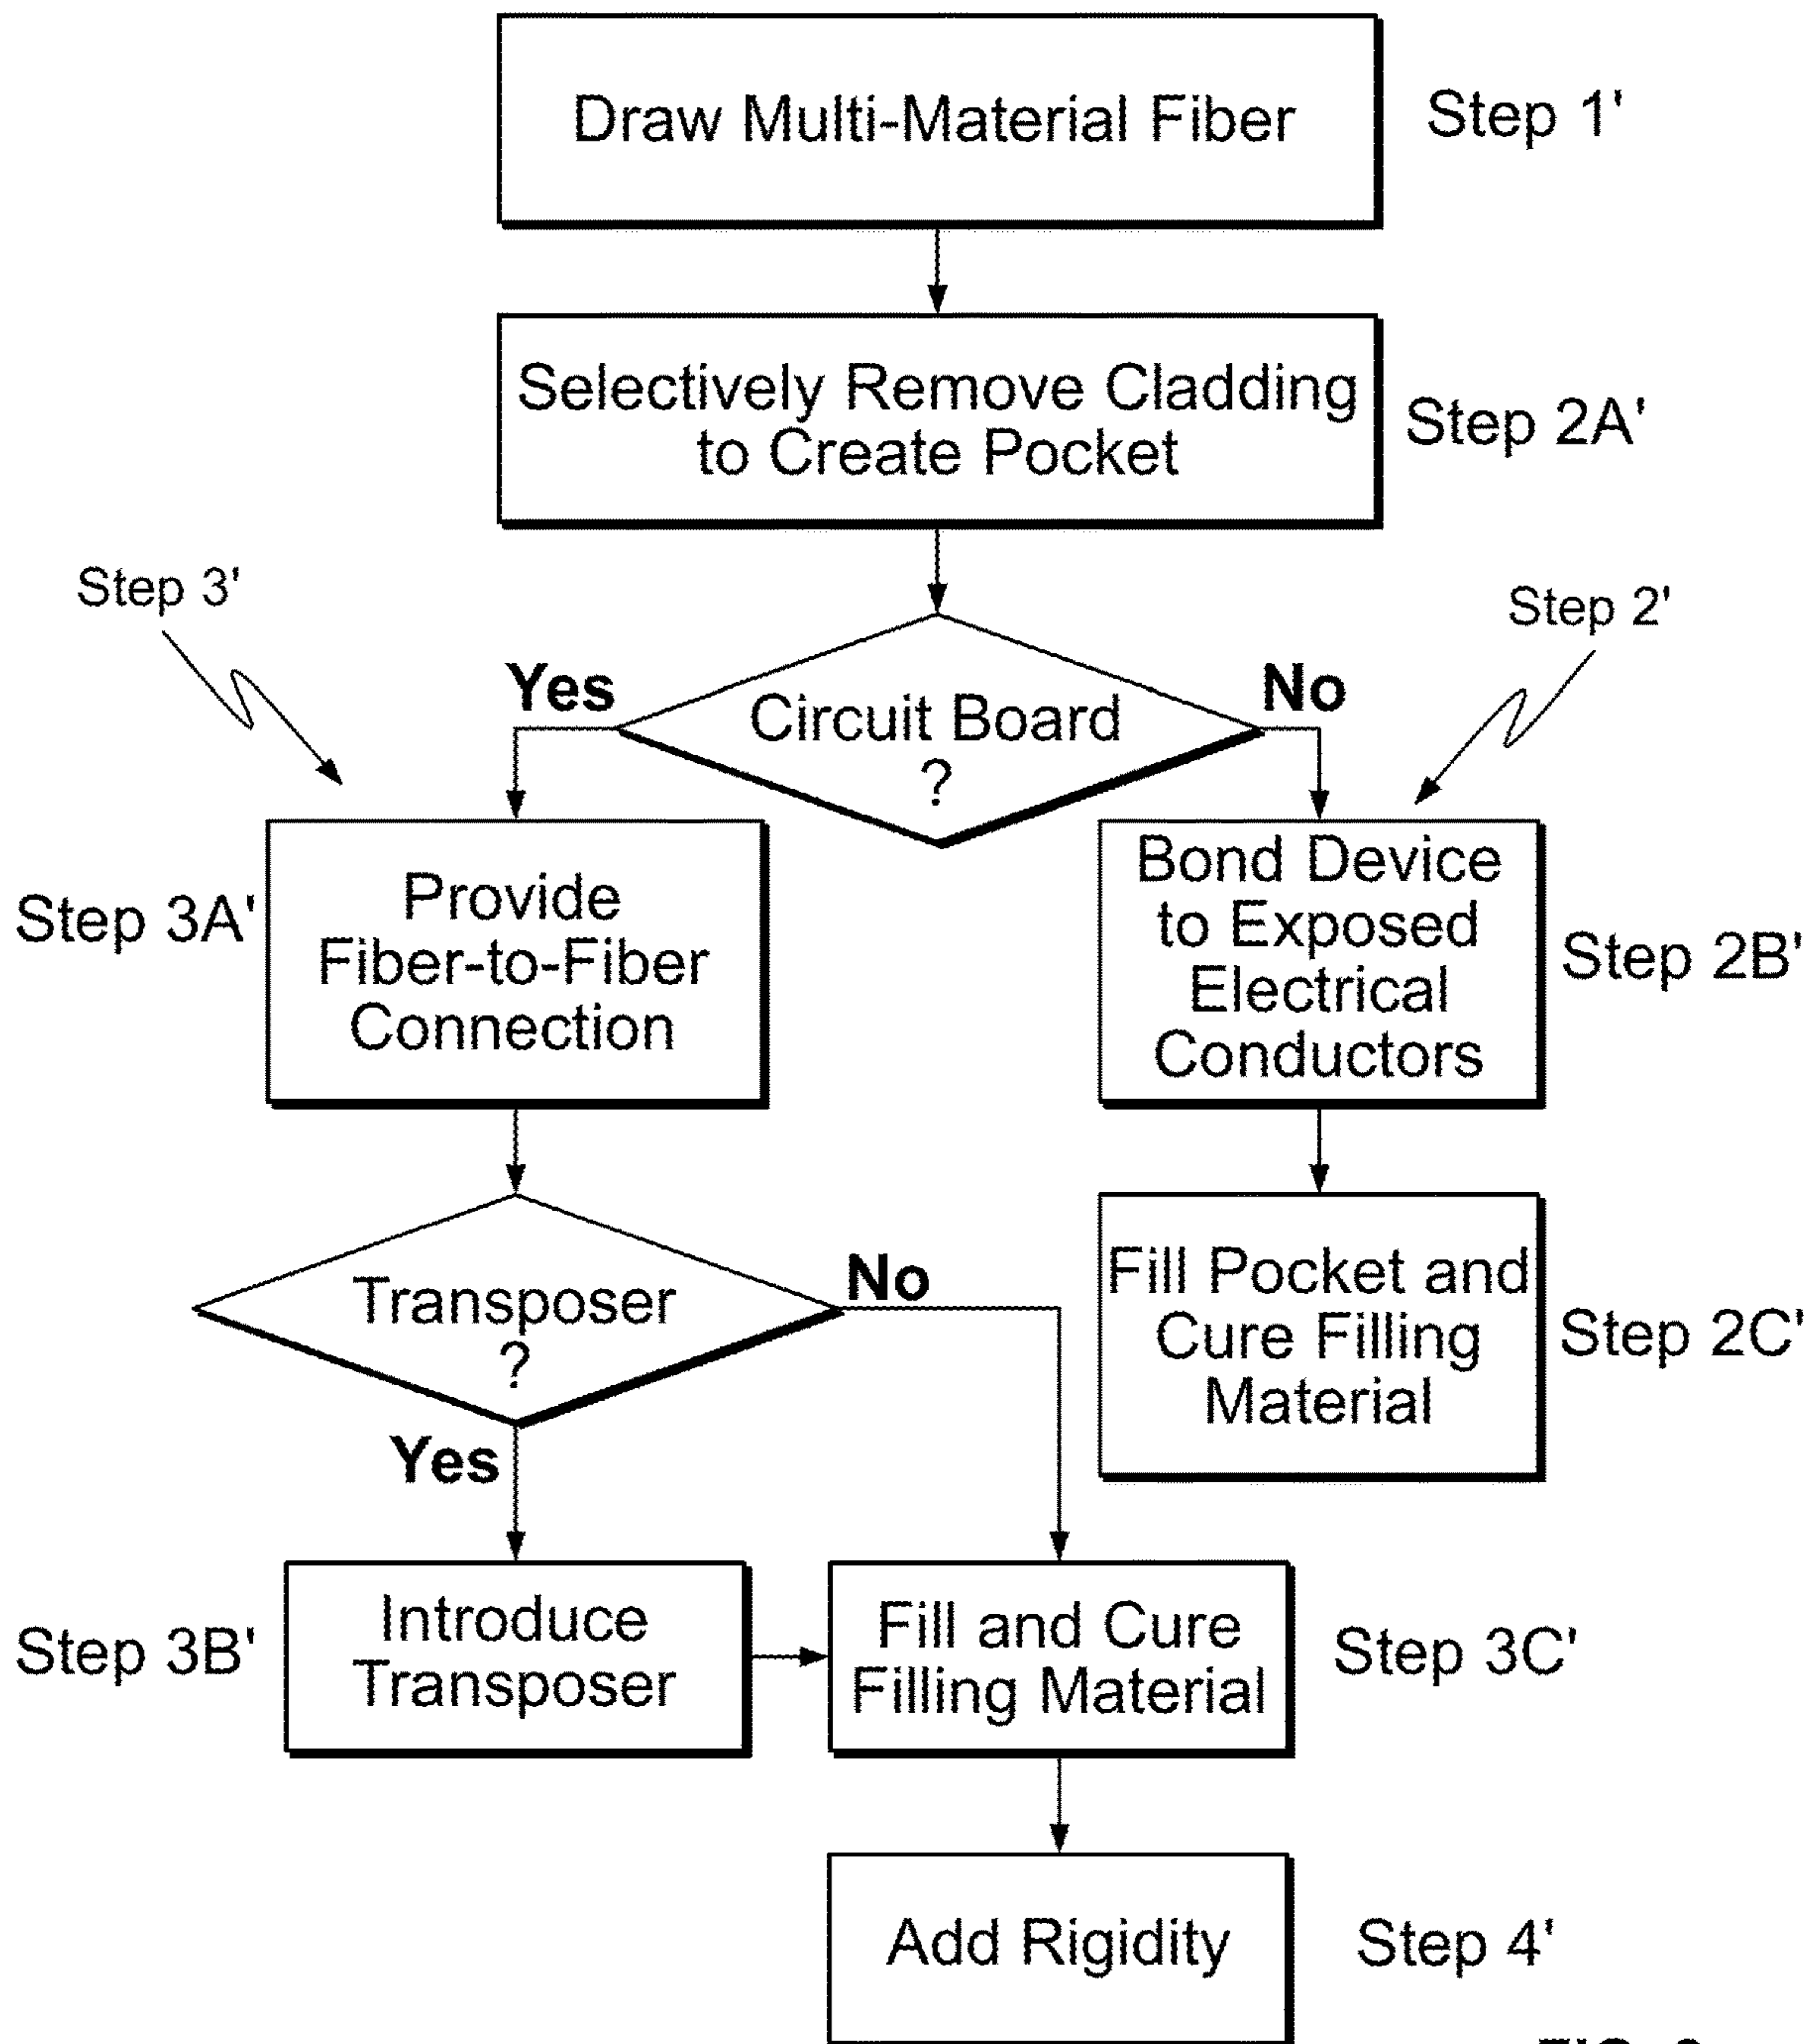 Draw Multi-Material Fiber
Step 1'
Selectively Remove Cladding
to Create Pocket
Step 2A'
Step 3'
Step 2'
Yes
No
Circuit Board
?
Step 3A'
Provide
Fiber-to-Fiber
Connection
Bond Device
to Exposed
Electrical
Conductors
Step 2B'
Transposer
?
No
Yes
Fill Pocket and
Cure Filling
Material
Step 2C'
Step 3B'
Introduce
Transposer
Fill and Cure
Filling Material
Step 3C'
Add Rigidity
Step 4'